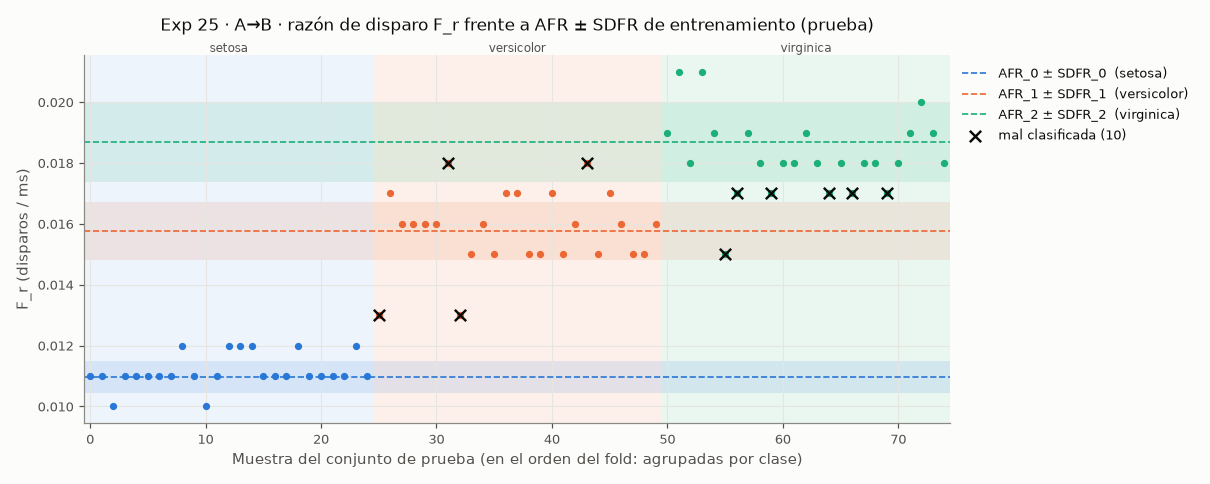 Exp 25 · A→B · razón de disparo F_r frente a AFR ± SDFR de entrenamiento (prueba)
setosa versicolor virginica
AFR_0 ± SDFR_0 (setosa)
AFR_1 ± SDFR_1 (versicolor)
AFR_2 ± SDFR_2 (virginica)
mal clasificada (10)
F_r (disparos / ms)
0.020
0.018
0.016
0.014
0.012
0.010
0 10 20 30 40 50 60 70
Muestra del conjunto de prueba (en el orden del fold: agrupadas por clase)